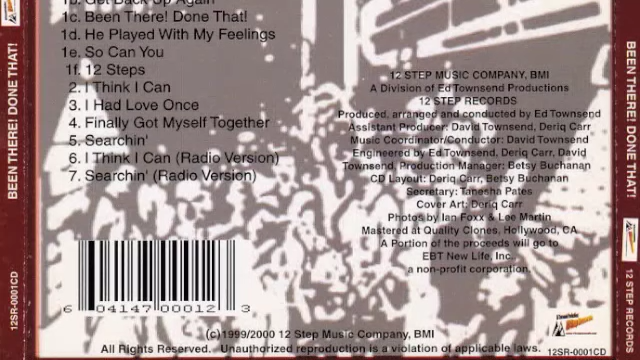 1b. Get Back Up Again
1c. Been There! Done That!
1d. He Played With My Feelings
1e. So Can You
1f. 12 Steps
2. I Think I Can
3. I Had Love Once
4. Finally Got Myself Together
5. Searchin'
6. I Think I Can (Radio Version)
7. Searchin' (Radio Version)
12 STEP MUSIC COMPANY, BMI
A Division of Ed Townsend Productions
12 STEP RECORDS
Produced, arranged and conducted by Ed Townsend
Assistant Producer: David Townsend, Deriq Carr
Music Coordinator/Conductor: David Townsend
Engineered by Ed Townsend, Deriq Carr, David
Townsend, Production Manager: Betsy Buchanan
CD Layout: Deriq Carr, Betsy Buchanan
Secretary: Tanesha Pates
Cover Art: Deriq Carr
Photos by Ian Foxx & Lee Martin
Mastered at Quality Clones, Hollywood, CA
A Portion of the proceeds will go to
EBT New Life, Inc.
a non-profit corporation.
6 04147 00012 3
(c)1999/2000 12 Step Music Company, BMI
All Rights Reserved. Unauthorized reproduction is a violation of applicable laws.
12SR-0001CD
BEEN THERE! DONE THAT!
12SR-0001CD
BEEN THERE! DONE THAT!
12 STEP RECORDS